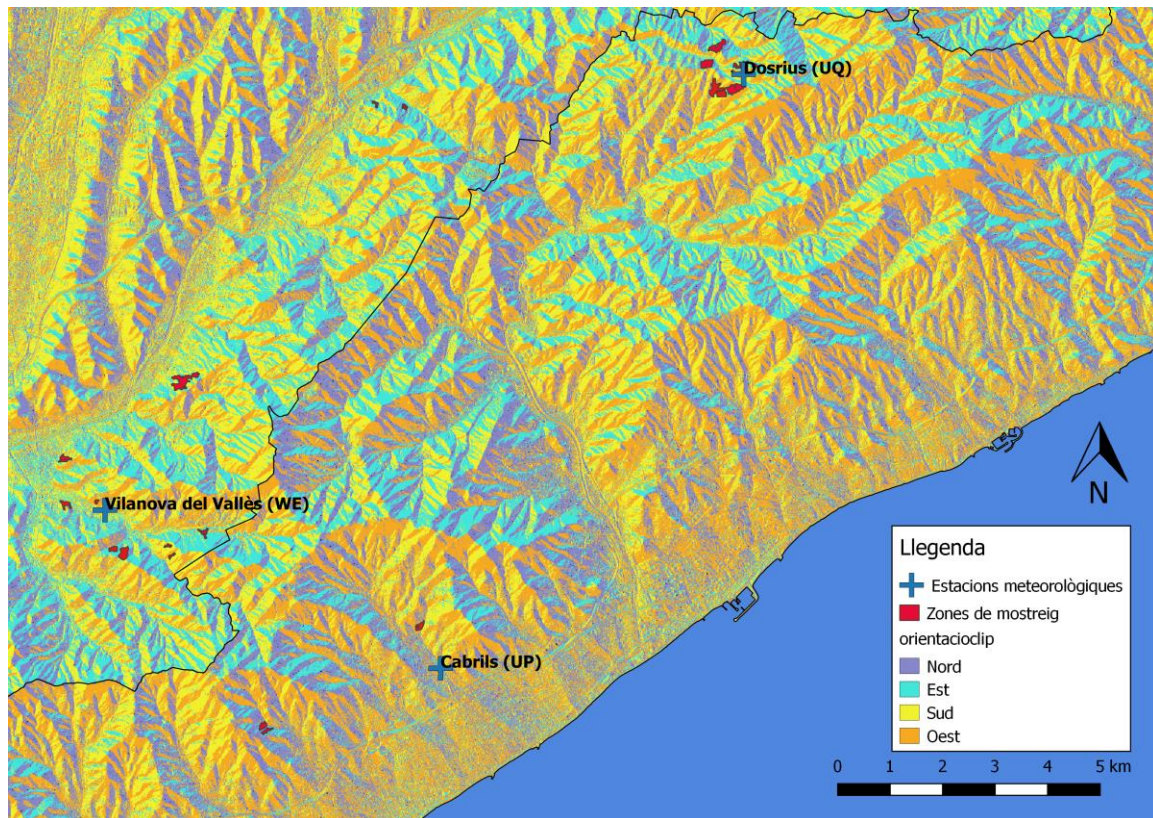 Dosrius (UQ)
Vilanova del Vallès (WE)
Cabrils (UP)
N
Llegenda
Estacions meteorològiques
Zones de mostreig
orientacioclip
Nord
Est
Sud
Oest
0 1 2 3 4 5 km